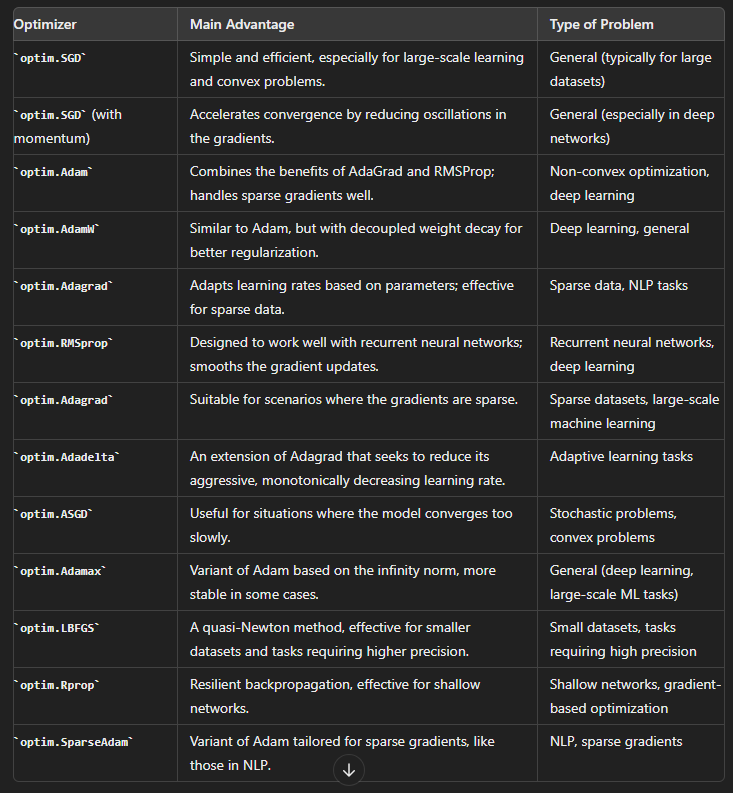 Optimizer Main Advantage Type of Problem
`optim.SGD` Simple and efficient, especially for large-scale learning General (typically for large
and convex problems. datasets)
`optim.SGD` (with Accelerates convergence by reducing oscillations in General (especially in deep
momentum) the gradients. networks)
`optim.Adam` Combines the benefits of AdaGrad and RMSProp; Non-convex optimization,
handles sparse gradients well. deep learning
`optim.AdamW` Similar to Adam, but with decoupled weight decay for Deep learning, general
better regularization.
`optim.Adagrad` Adapts learning rates based on parameters; effective Sparse data, NLP tasks
for sparse data.
`optim.RMSprop` Designed to work well with recurrent neural networks; Recurrent neural networks,
smooths the gradient updates. deep learning
`optim.Adagrad` Suitable for scenarios where the gradients are sparse. Sparse datasets, large-scale
machine learning
`optim.Adadelta` An extension of Adagrad that seeks to reduce its Adaptive learning tasks
aggressive, monotonically decreasing learning rate.
`optim.ASGD` Useful for situations where the model converges too Stochastic problems,
slowly. convex problems
`optim.Adamax` Variant of Adam based on the infinity norm, more General (deep learning,
stable in some cases. large-scale ML tasks)
`optim.LBFGS` A quasi-Newton method, effective for smaller Small datasets, tasks
datasets and tasks requiring higher precision. requiring high precision
`optim.Rprop` Resilient backpropagation, effective for shallow Shallow networks, gradient-
networks. based optimization
`optim.SparseAdam` Variant of Adam tailored for sparse gradients, like NLP, sparse gradients
those in NLP.